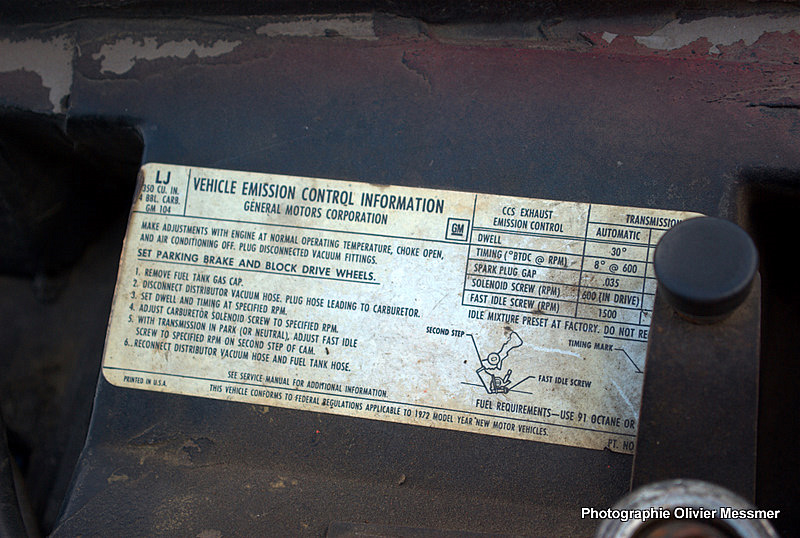 LJ
350 CU. IN.
4 BBL. CARB.
GM 104
VEHICLE EMISSION CONTROL INFORMATION
GENERAL MOTORS CORPORATION
GM
MAKE ADJUSTMENTS WITH ENGINE AT NORMAL OPERATING TEMPERATURE, CHOKE OPEN,
AND AIR CONDITIONING OFF. PLUG DISCONNECTED VACUUM FITTINGS.
SET PARKING BRAKE AND BLOCK DRIVE WHEELS.
1. REMOVE FUEL TANK GAS CAP.
2. DISCONNECT DISTRIBUTOR VACUUM HOSE. PLUG HOSE LEADING TO CARBURETOR.
3. SET DWELL AND TIMING AT SPECIFIED RPM.
4. ADJUST CARBURETOR SOLENOID SCREW TO SPECIFIED RPM.
5. WITH TRANSMISSION IN PARK (OR NEUTRAL), ADJUST FAST IDLE
SCREW TO SPECIFIED RPM ON SECOND STEP OF CAM.
6. RECONNECT DISTRIBUTOR VACUUM HOSE AND FUEL TANK HOSE.
CCS EXHAUST
EMISSION CONTROL
TRANSMISSION
AUTOMATIC
DWELL 30°
TIMING (°BTDC @ RPM) 8° @ 600
SPARK PLUG GAP .035
SOLENOID SCREW (RPM) 600 (IN DRIVE)
FAST IDLE SCREW (RPM) 1500
IDLE MIXTURE PRESET AT FACTORY. DO NOT RE
SECOND STEP
TIMING MARK
FAST IDLE SCREW
FUEL REQUIREMENTS—USE 91 OCTANE OR
SEE SERVICE MANUAL FOR ADDITIONAL INFORMATION.
PRINTED IN U.S.A.
THIS VEHICLE CONFORMS TO FEDERAL REGULATIONS APPLICABLE TO 1972 MODEL YEAR NEW MOTOR VEHICLES.
PT. NO
Photographie Olivier Messmer